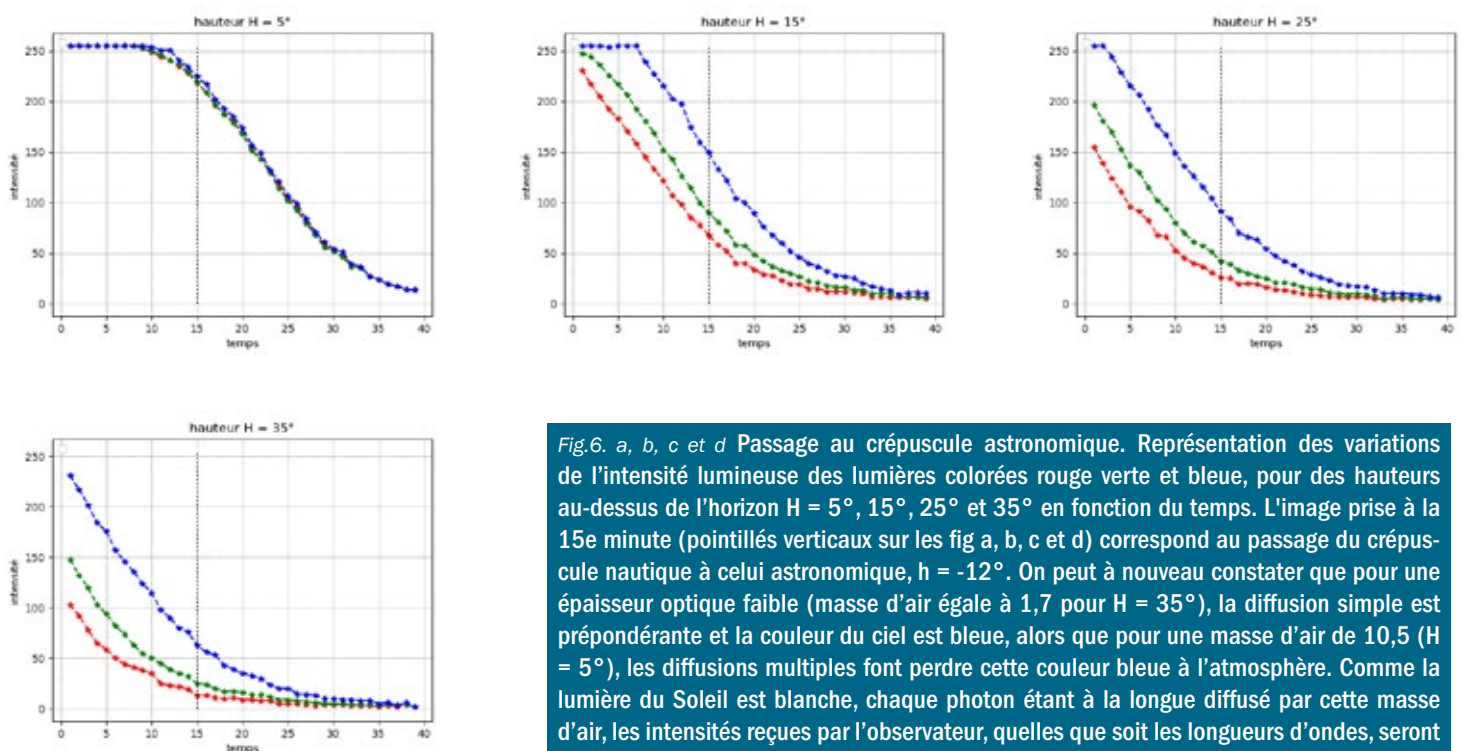 hauteur H = 5°
250
200
150
100
50
0
intensité
0 5 10 15 20 25 30 35 40
temps
hauteur H = 15°
250
200
150
100
50
0
intensité
0 5 10 15 20 25 30 35 40
temps
hauteur H = 25°
250
200
150
100
50
0
intensité
0 5 10 15 20 25 30 35 40
temps
hauteur H = 35°
250
200
150
100
50
0
intensité
0 5 10 15 20 25 30 35 40
temps
Fig.6. a, b, c et d Passage au crépuscule astronomique. Représentation des variations
de l'intensité lumineuse des lumières colorées rouge verte et bleue, pour des hauteurs
au-dessus de l'horizon H = 5°, 15°, 25° et 35° en fonction du temps. L'image prise à la
15e minute (pointillés verticaux sur les fig a, b, c et d) correspond au passage du crépus-
cule nautique à celui astronomique, h = -12°. On peut à nouveau constater que pour une
épaisseur optique faible (masse d'air égale à 1,7 pour H = 35°), la diffusion simple est
prépondérante et la couleur du ciel est bleue, alors que pour une masse d'air de 10,5 (H
= 5°), les diffusions multiples font perdre cette couleur bleue à l'atmosphère. Comme la
lumière du Soleil est blanche, chaque photon étant à la longue diffusé par cette masse
d'air, les intensités reçues par l'observateur, quelles que soit les longueurs d'ondes, seront